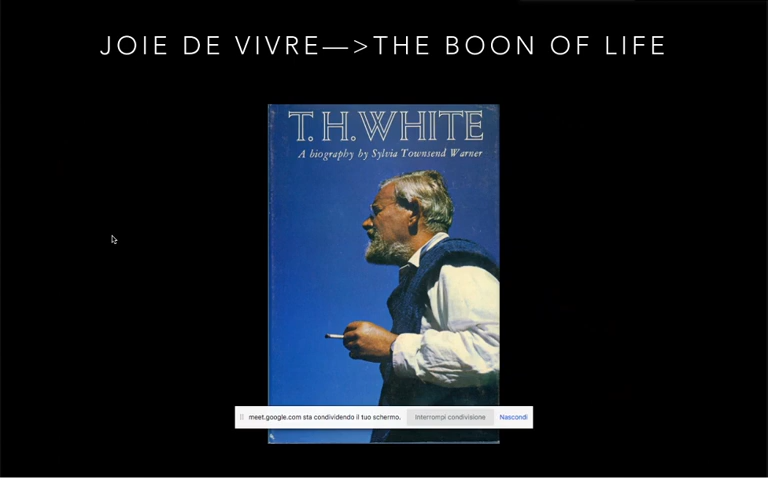 JOIE DE VIVRE—>THE BOON OF LIFE
T. H. WHITE
A biography by Sylvia Townsend Warner
meet.google.com sta condividendo il tuo schermo. Interrompi condivisione Nascondi